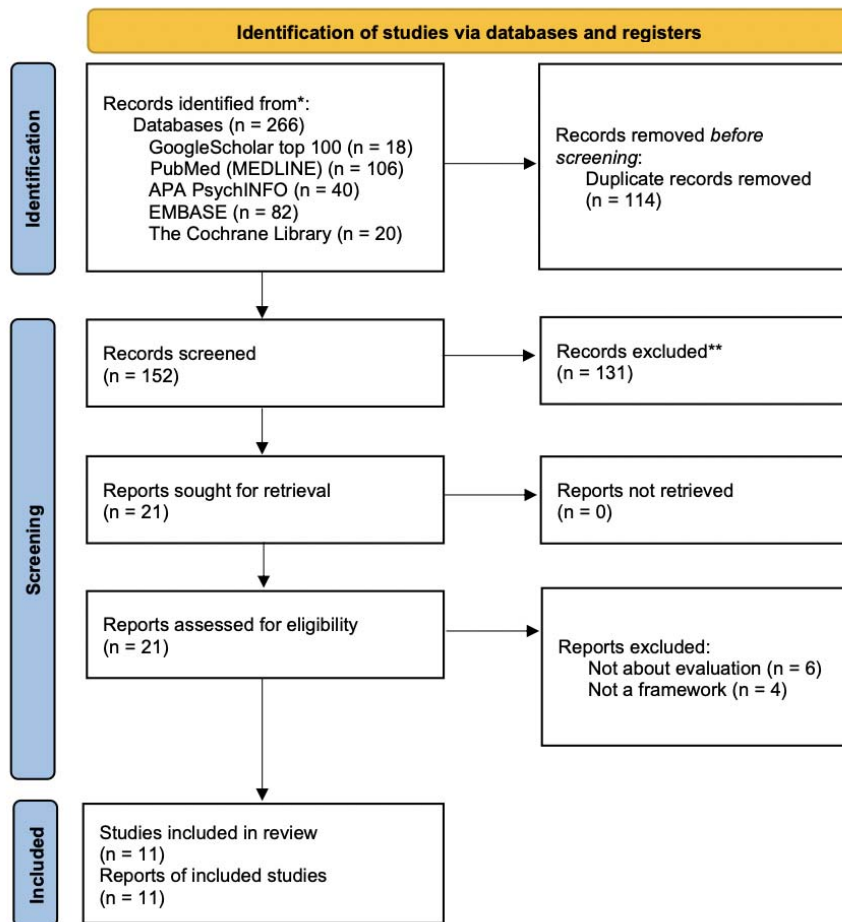 Identification of studies via databases and registers
Identification
Records identified from*:
Databases (n = 266)
GoogleScholar top 100 (n = 18)
PubMed (MEDLINE) (n = 106)
APA PsychINFO (n = 40)
EMBASE (n = 82)
The Cochrane Library (n = 20)
Records removed before
screening:
Duplicate records removed
(n = 114)
Screening
Records screened
(n = 152)
Records excluded**
(n = 131)
Reports sought for retrieval
(n = 21)
Reports not retrieved
(n = 0)
Reports assessed for eligibility
(n = 21)
Reports excluded:
Not about evaluation (n = 6)
Not a framework (n = 4)
Included
Studies included in review
(n = 11)
Reports of included studies
(n = 11)